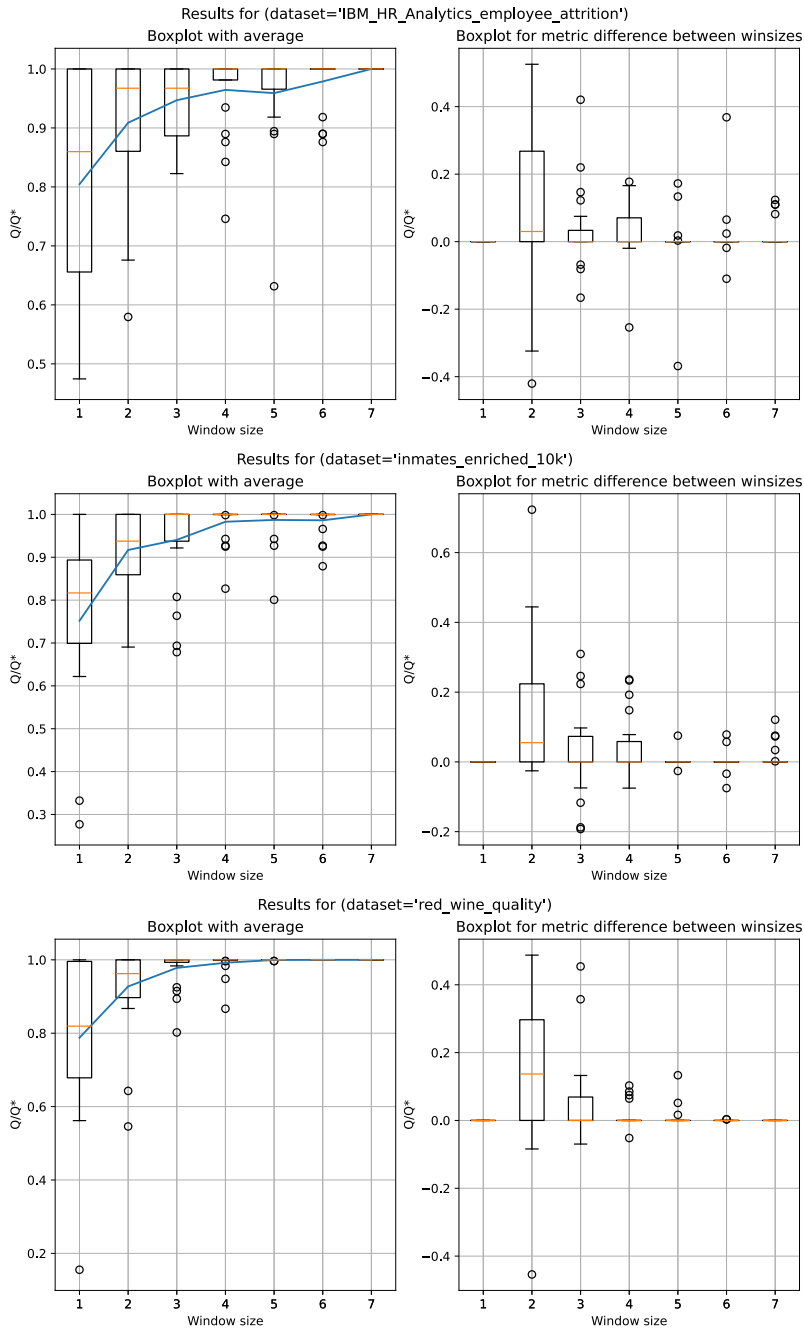 Results for (dataset='IBM_HR_Analytics_employee_attrition')
Boxplot with average
Boxplot for metric difference between winsizes
1.0
0.9
0.8
0.7
0.6
0.5
Q/Q*
1 2 3 4 5 6 7
Window size
0.4
0.2
0.0
−0.2
−0.4
Q/Q*
1 2 3 4 5 6 7
Window size
Results for (dataset='inmates_enriched_10k')
Boxplot with average
Boxplot for metric difference between winsizes
1.0
0.9
0.8
0.7
0.6
0.5
0.4
0.3
Q/Q*
1 2 3 4 5 6 7
Window size
0.6
0.4
0.2
0.0
−0.2
Q/Q*
1 2 3 4 5 6 7
Window size
Results for (dataset='red_wine_quality')
Boxplot with average
Boxplot for metric difference between winsizes
1.0
0.8
0.6
0.4
0.2
Q/Q*
1 2 3 4 5 6 7
Window size
0.4
0.2
0.0
−0.2
−0.4
Q/Q*
1 2 3 4 5 6 7
Window size